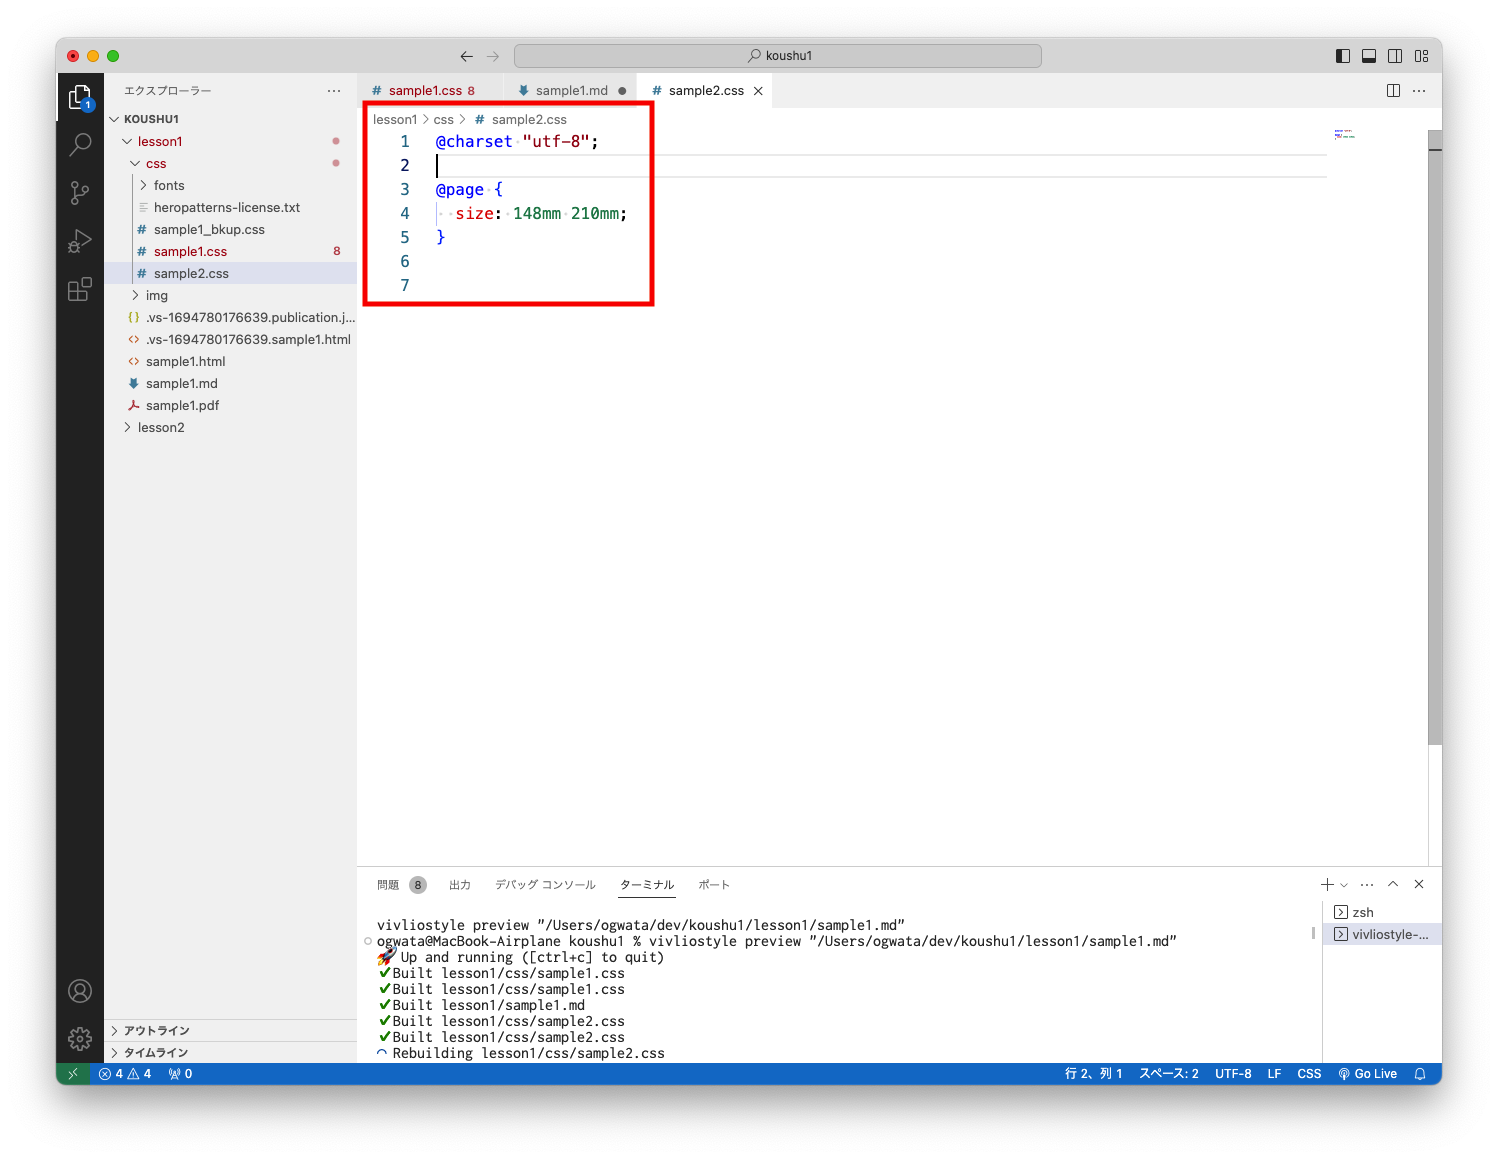 koushu1
エクスプローラー
1
KOUSHU1
lesson1
css
fonts
heropatterns-license.txt
sample1_bkup.css
sample1.css 8
sample2.css
img
.vs-1694780176639.publication.j...
.vs-1694780176639.sample1.html
sample1.html
sample1.md
sample1.pdf
lesson2
アウトライン
タイムライン
sample1.css 8 sample1.md sample2.css
lesson1 > css > # sample2.css
1 @charset "utf-8";
2
3 @page {
4 size: 148mm 210mm;
5 }
6
7
問題 8 出力 デバッグ コンソール ターミナル ポート
vivliostyle preview "/Users/ogwata/dev/koushu1/lesson1/sample1.md"
ogwata@MacBook-Airplane koushu1 % vivliostyle preview "/Users/ogwata/dev/koushu1/lesson1/sample1.md"
🚀 Up and running ([ctrl+c] to quit)
✔Built lesson1/css/sample1.css
✔Built lesson1/css/sample1.css
✔Built lesson1/sample1.md
✔Built lesson1/css/sample2.css
✔Built lesson1/css/sample2.css
Rebuilding lesson1/css/sample2.css
zsh
vivliostyle-...
4 4 0 行 2、列 1 スペース: 2 UTF-8 LF CSS Go Live